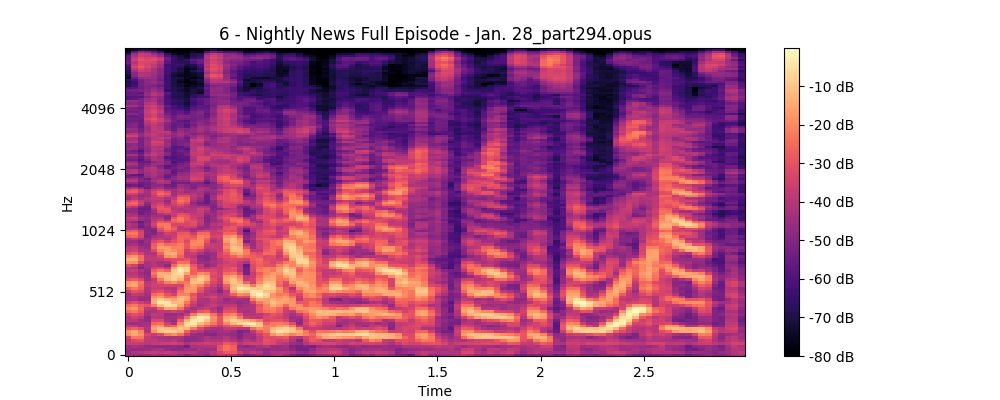 6 - Nightly News Full Episode - Jan. 28_part294.opus
Hz
4096
2048
1024
512
0
0
0.5
1
1.5
2
2.5
Time
-10 dB
-20 dB
-30 dB
-40 dB
-50 dB
-60 dB
-70 dB
-80 dB